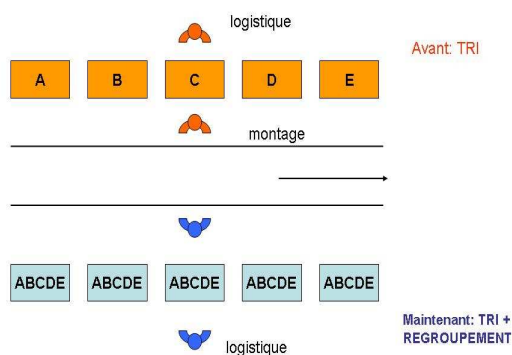 logistique
Avant: TRI
A B C D E
montage
ABCDE ABCDE ABCDE ABCDE ABCDE
Maintenant: TRI +
REGROUPEMENT
logistique